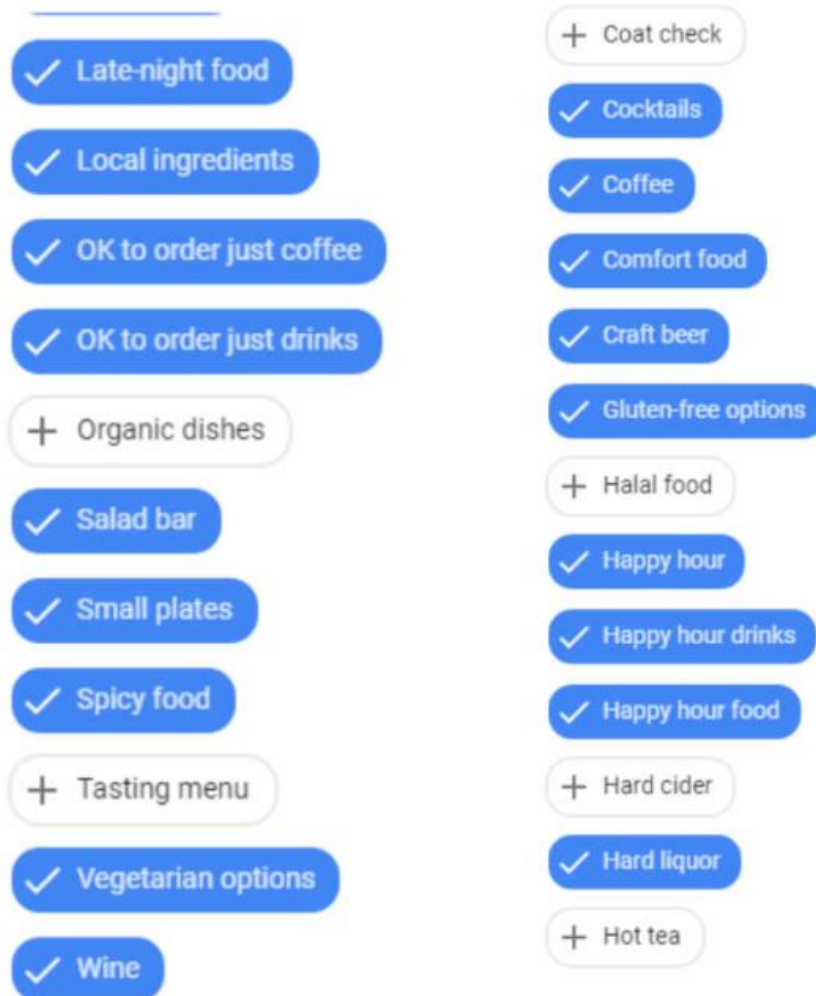 Late-night food
Local ingredients
OK to order just coffee
OK to order just drinks
Organic dishes
Salad bar
Small plates
Spicy food
Tasting menu
Vegetarian options
Wine
Coat check
Cocktails
Coffee
Comfort food
Craft beer
Gluten-free options
Halal food
Happy hour
Happy hour drinks
Happy hour food
Hard cider
Hard liquor
Hot tea